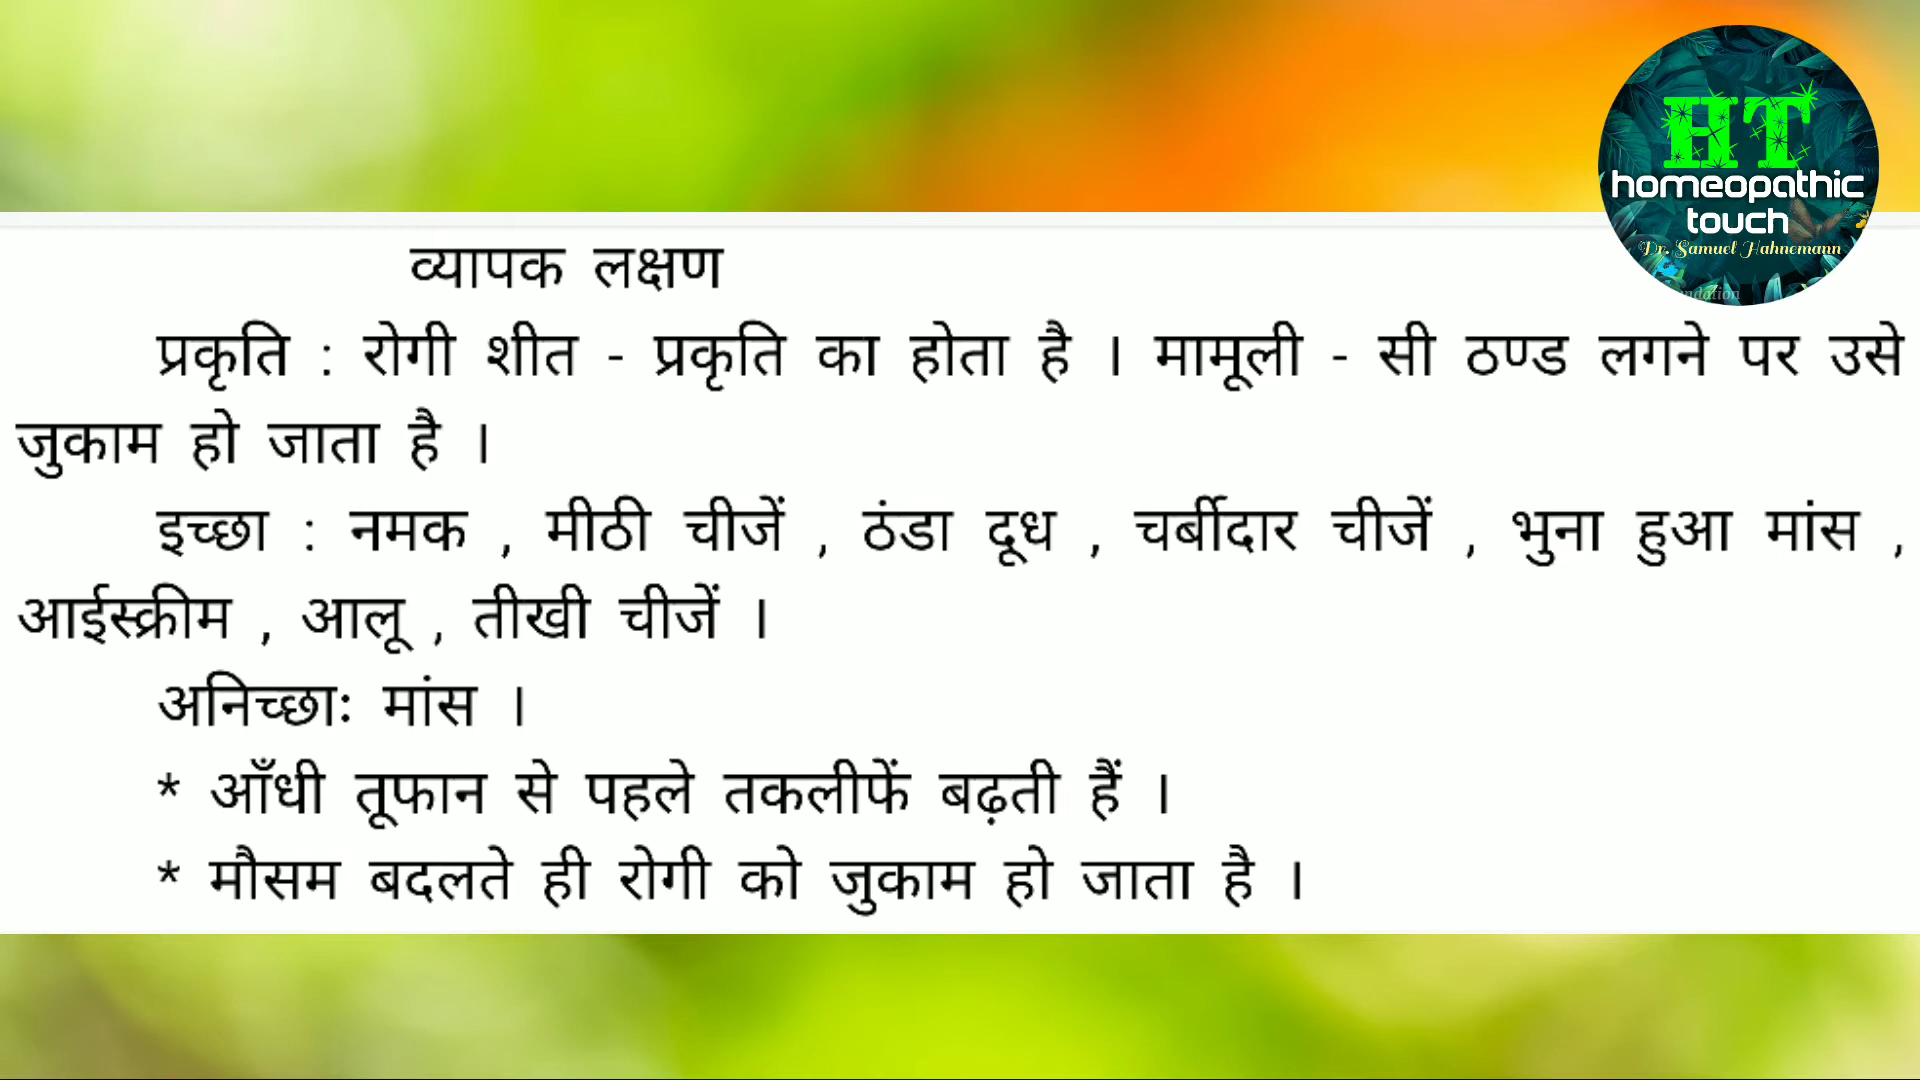 HT
homeopathic
touch
Dr. Samuel Hahnemann
व्यापक लक्षण
प्रकृति : रोगी शीत - प्रकृति का होता है । मामूली - सी ठण्ड लगने पर उसे
जुकाम हो जाता है ।
इच्छा : नमक , मीठी चीजें , ठंडा दूध , चर्बीदार चीजें , भुना हुआ मांस ,
आईस्क्रीम , आलू , तीखी चीजें ।
अनिच्छाः मांस ।
* आँधी तूफान से पहले तकलीफें बढ़ती हैं ।
* मौसम बदलते ही रोगी को जुकाम हो जाता है ।